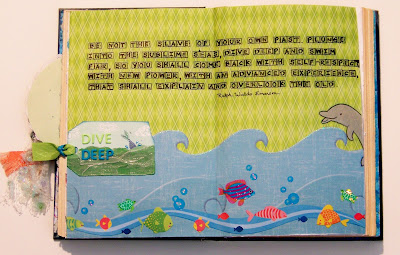 BE NOT THE SLAVE OF YOUR OWN PAST PLUNGE
INTO THE SUBLIME SEAS, DIVE DEEP AND SWIM
FAR, SO YOU SHALL COME BACK WITH SELF-RESPECT
WITH NEW POWER, WITH AN ADVANCED EXPERIENCE,
THAT SHALL EXPLAIN AND OVERLOOK THE OLD
Ralph Waldo Emerson
DIVE
DEEP